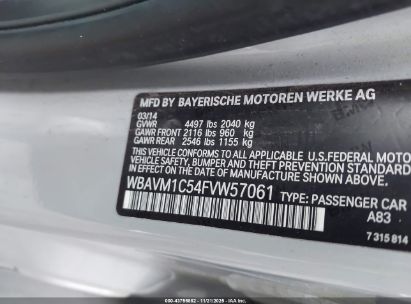 MFD BY BAYERISCHE MOTOREN WERKE AG
03/14
GVWR 4497 lbs 2040 kg
GAWR FRONT 2116 lbs 960 kg
GAWR REAR 2546 lbs 1155 kg
THIS VEHICLE CONFORMS TO ALL APPLICABLE U.S. FEDERAL MOTOR
VEHICLE SAFETY, BUMPER, AND THEFT PREVENTION STANDARDS
IN EFFECT ON THE DATE OF MANUFACTURE SHOWN ABOVE.
WBAVM1C54FVW57061 TYPE: PASSENGER CAR
A83
7 315 814